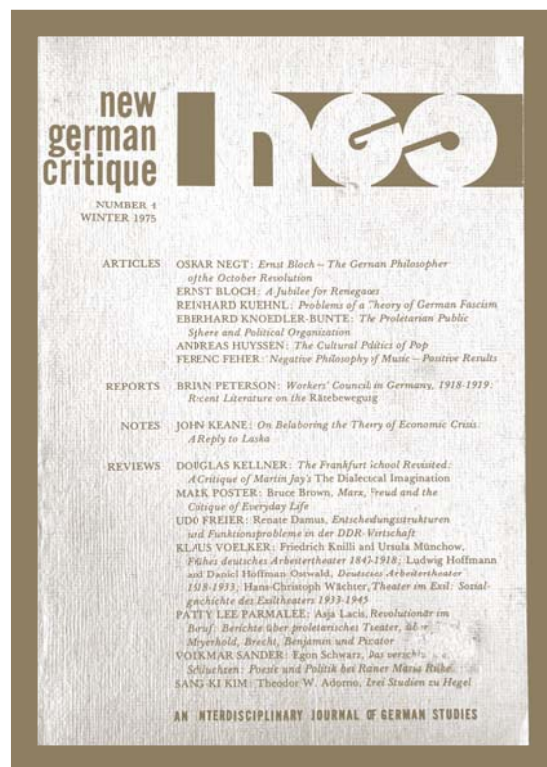 new
german
critique
ngc
NUMBER 4
WINTER 1975
ARTICLES OSKAR NEGT: Ernst Bloch – The Gernan Philosopher
of the October Revolution
ERNST BLOCH: A Jubilee for Renegades
REINHARD KUEHNL: Problems of a Theory of German Fascism
EBERHARD KNOEDLER-BUNTE: The Proletarian Public
Sphere and Political Organization
ANDREAS HUYSSEN: The Cultural Pditics of Pop
FERENC FEHER: Negative Philosophy of Music – Positive Results
REPORTS BRIAN PETERSON: Workers' Council: in Germany, 1918-1919:
Recent Literature on the Rätebewegung
NOTES JOHN KEANE: On Belaboring the Theory of Economic Crisis:
A Reply to Laska
REVIEWS DOUGLAS KELLNER: The Frankfurt School Revisited:
A Critique of Martin Jay's The Dialectical Imagination
MARK POSTER: Bruce Brown, Marx, Freud and the
Critique of Everyday Life
UDO FREIER: Renate Damus, Entschedungsstrukturen
und Funktionsprobleme in der DDR-Wirtschaft
KLAUS VOELKER: Friedrich Knilli and Ursula Münchow,
Frühes deutsches Arbeitertheater 1847-1918; Ludwig Hoffmann
and Daniel Hoffman-Ostwald, Deutsches Arbeitertheater
1918-1933; Hans-Christoph Wächter, Theater im Exil: Sozial-
geschichte des Exiltheaters 1933-1945
PATTY LEE PARMALEE: Asja Lacis, Revolutionär im
Beruf: Berichte über proletarisches Theater, über
Meyerhold, Brecht, Benjamin und Piscator
VOLKMAR SANDER: Egon Schwarz, Das
Schluchzen: Poesie und Politik bei Rainer Maria Rilke
SANG-KI KIM: Theodor W. Adorno, Drei Studien zu Hegel
AN INTERDISCIPLINARY JOURNAL OF GERMAN STUDIES